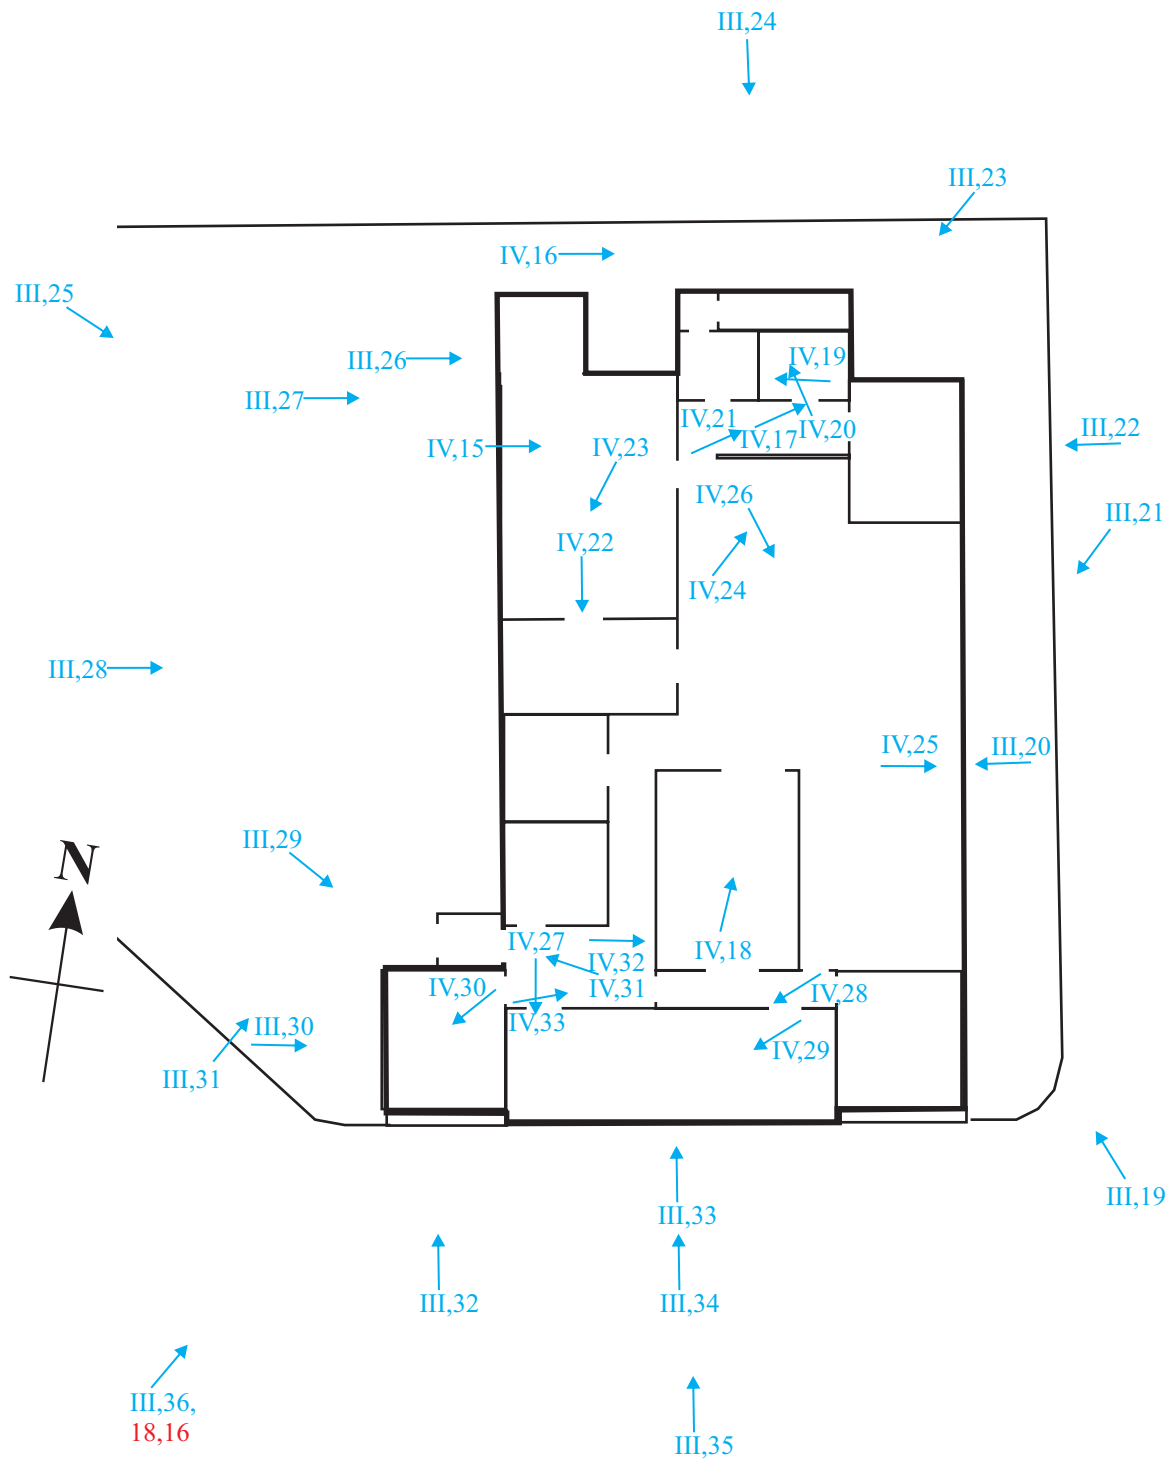 III,24
III,23
IV,16
III,25
III,26
IV,19
III,27
IV,21
IV,17
IV,20
III,22
IV,15
IV,23
IV,26
III,21
IV,22
IV,24
III,28
IV,25
III,20
III,29
N
IV,27
IV,18
IV,32
IV,30
IV,31
IV,28
IV,33
III,30
IV,29
III,31
III,19
III,33
III,32
III,34
III,36,
18,16
III,35